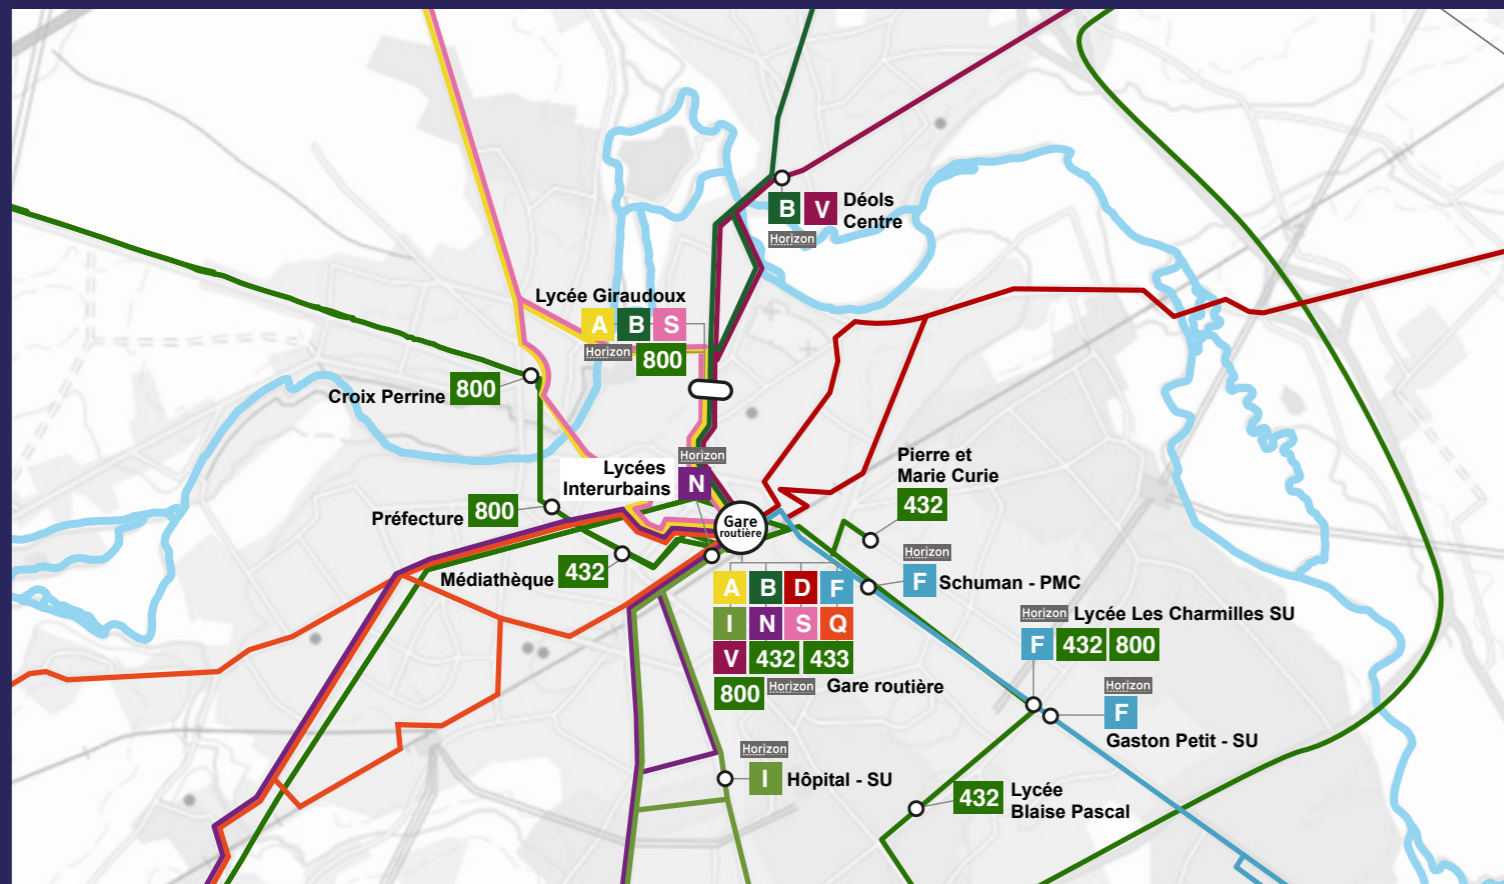 B V Déols
Centre
Horizon
Lycée Giraudoux
A B S
Horizon 800
Croix Perrine 800
Horizon
Lycées
Interurbains N
Pierre et
Marie Curie
432
Préfecture 800
Gare
routière
Médiathèque 432
Horizon
F Schuman - PMC
A B D F
I N S Q
V 432 433
800 Horizon Gare routière
Horizon Lycée Les Charmilles SU
F 432 800
Horizon
F
Gaston Petit - SU
Horizon
I Hôpital - SU
432 Lycée
Blaise Pascal